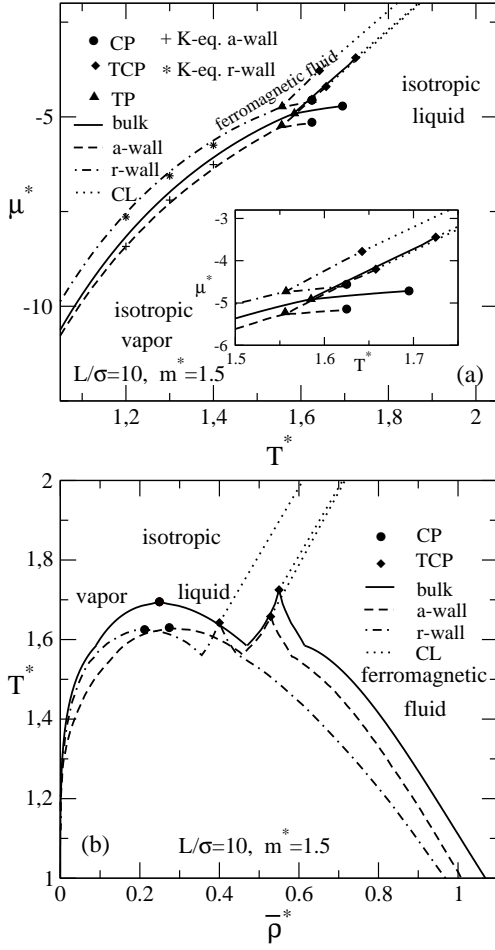 CP + K-eq. a-wall
TCP * K-eq. r-wall
TP
bulk
a-wall
r-wall
CL
ferromagnetic fluid
isotropic
liquid
-5
-10
μ*
isotropic
vapor
L/σ=10, m*=1.5
(a)
-3
-4
-5
-6
μ*
1.5
1.6
1.7
T*
1,2
1,4
1,6
1,8
2
T*
2
1,8
1,6
1,4
1,2
1
T*
isotropic
vapor
liquid
CP
TCP
bulk
a-wall
r-wall
CL
ferromagnetic
fluid
(b)
L/σ=10, m*=1.5
0
0.2
0.4
0.6
0.8
1
ρ̅*